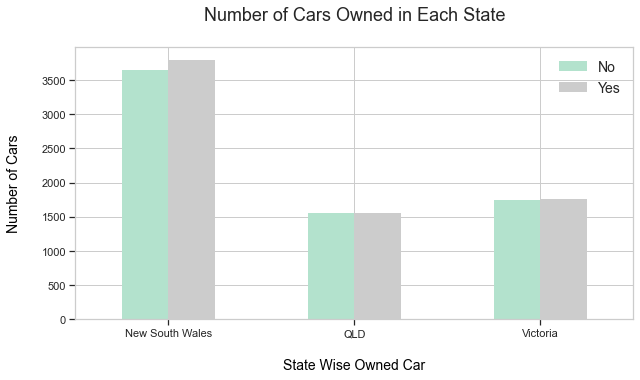 Number of Cars Owned in Each State
No
Yes
Number of Cars
3500
3000
2500
2000
1500
1000
500
0
New South Wales
QLD
Victoria
State Wise Owned Car